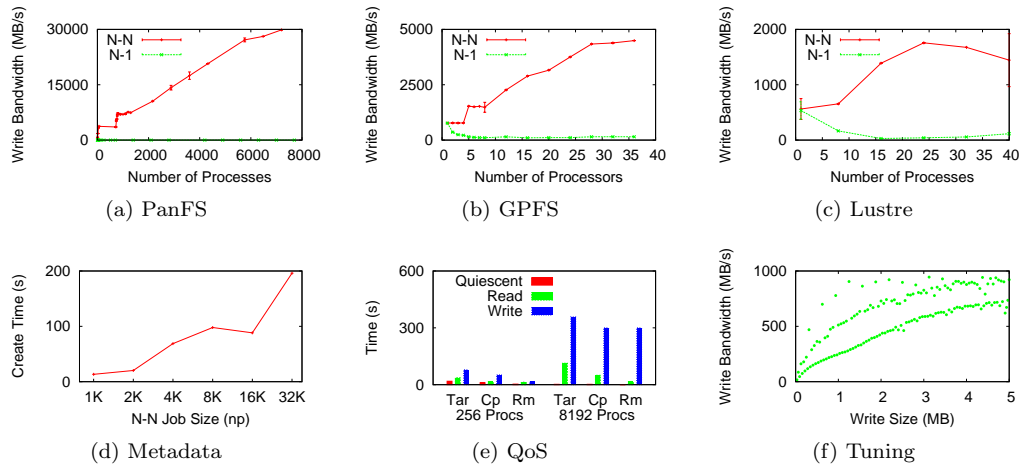 Write Bandwidth (MB/s)
30000
15000
0
N-N
N-1
0 2000 4000 6000 8000
Number of Processes
(a) PanFS
Write Bandwidth (MB/s)
5000
2500
0
N-N
N-1
0 5 10 15 20 25 30 35 40
Number of Processors
(b) GPFS
Write Bandwidth (MB/s)
2000
1000
0
N-N
N-1
0 5 10 15 20 25 30 35 40
Number of Processes
(c) Lustre
Create Time (s)
200
100
0
1K 2K 4K 8K 16K 32K
N-N Job Size (np)
(d) Metadata
Time (s)
600
300
0
Quiescent
Read
Write
Tar Cp Rm Tar Cp Rm
256 Procs 8192 Procs
(e) QoS
Write Bandwidth (MB/s)
1000
500
0
0 1 2 3 4 5
Write Size (MB)
(f) Tuning